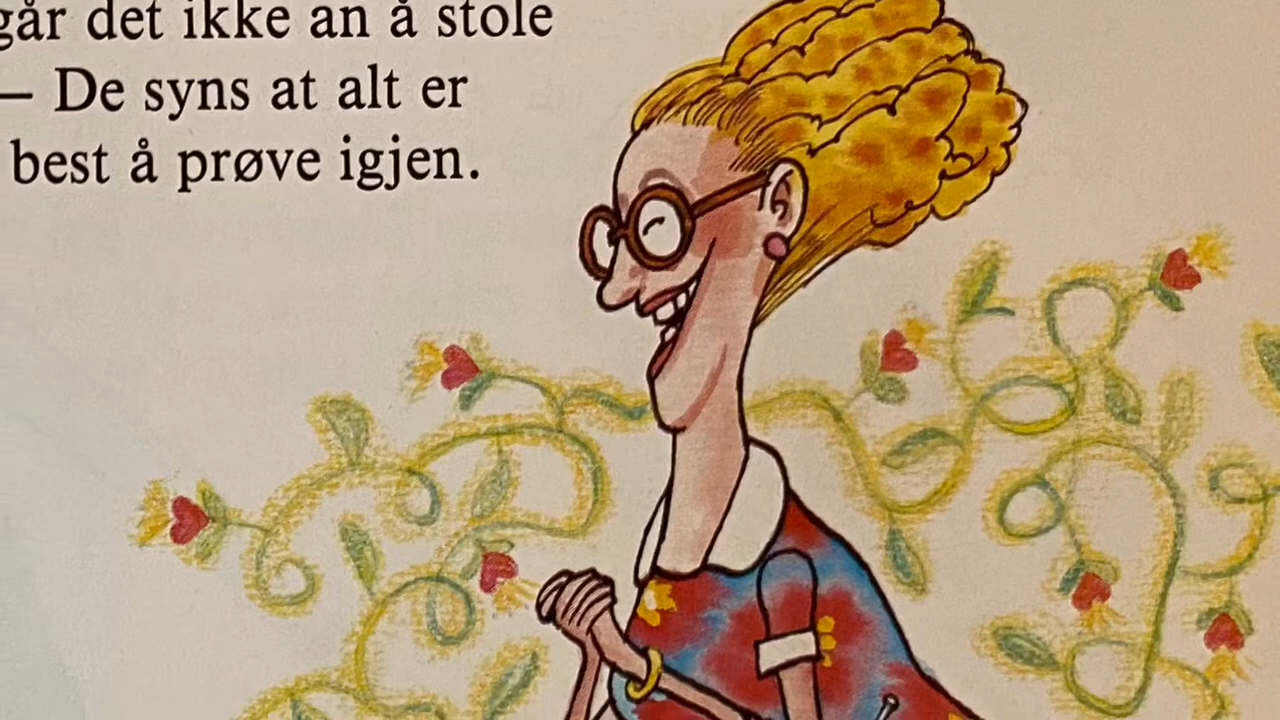 går det ikke an å stole
– De syns at alt er
best å prøve igjen.